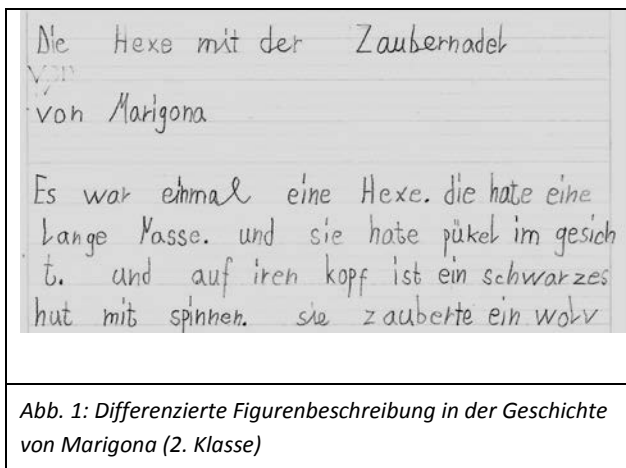 Die Hexe mit der Zaubernadel
von
von Marigona
Es war einmal eine Hexe. die hate eine
Lange Nasse. und sie hate pükel im gesich
t. und auf iren kopf ist ein schwarzes
hut mit spinnen. sie zauberte ein wolv
Abb. 1: Differenzierte Figurenbeschreibung in der Geschichte
von Marigona (2. Klasse)